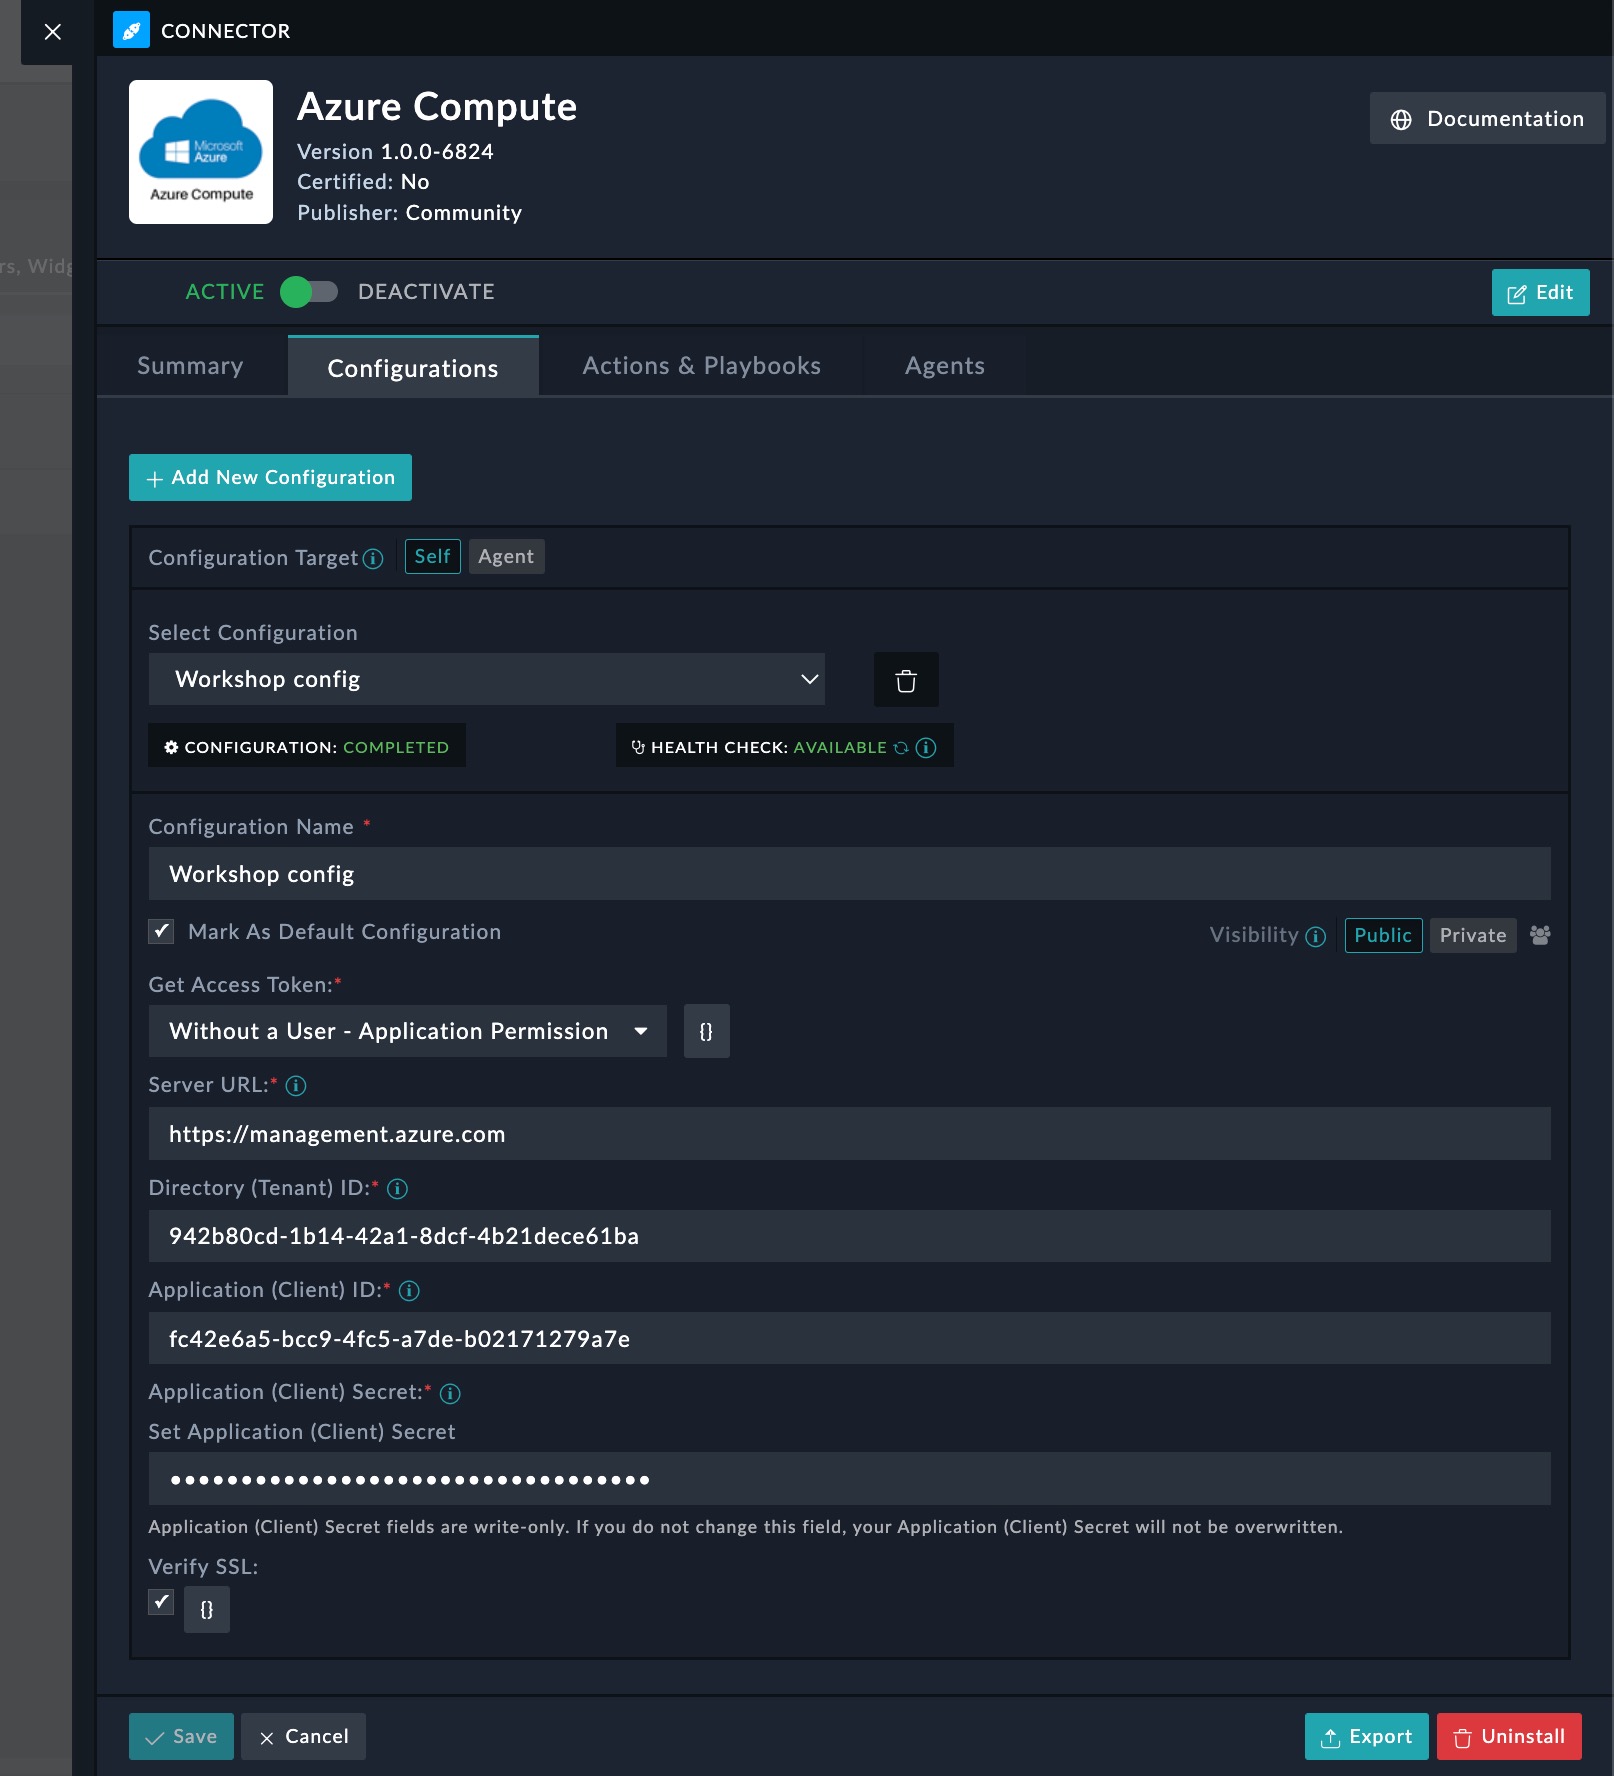 CONNECTOR
Microsoft
Azure
Azure Compute
Azure Compute
Version 1.0.0-6824
Certified: No
Publisher: Community
Documentation
rs, Widg
ACTIVE DEACTIVATE
Edit
Summary Configurations Actions & Playbooks Agents
+ Add New Configuration
Configuration Target Self Agent
Select Configuration
Workshop config
CONFIGURATION: COMPLETED HEALTH CHECK: AVAILABLE
Configuration Name *
Workshop config
Mark As Default Configuration Visibility Public Private
Get Access Token:*
Without a User - Application Permission {}
Server URL:*
https://management.azure.com
Directory (Tenant) ID:*
942b80cd-1b14-42a1-8dcf-4b21dece61ba
Application (Client) ID:*
fc42e6a5-bcc9-4fc5-a7de-b02171279a7e
Application (Client) Secret:*
Set Application (Client) Secret
••••••••••••••••••••••••••••••••••
Application (Client) Secret fields are write-only. If you do not change this field, your Application (Client) Secret will not be overwritten.
Verify SSL:
{}
Save Cancel Export Uninstall